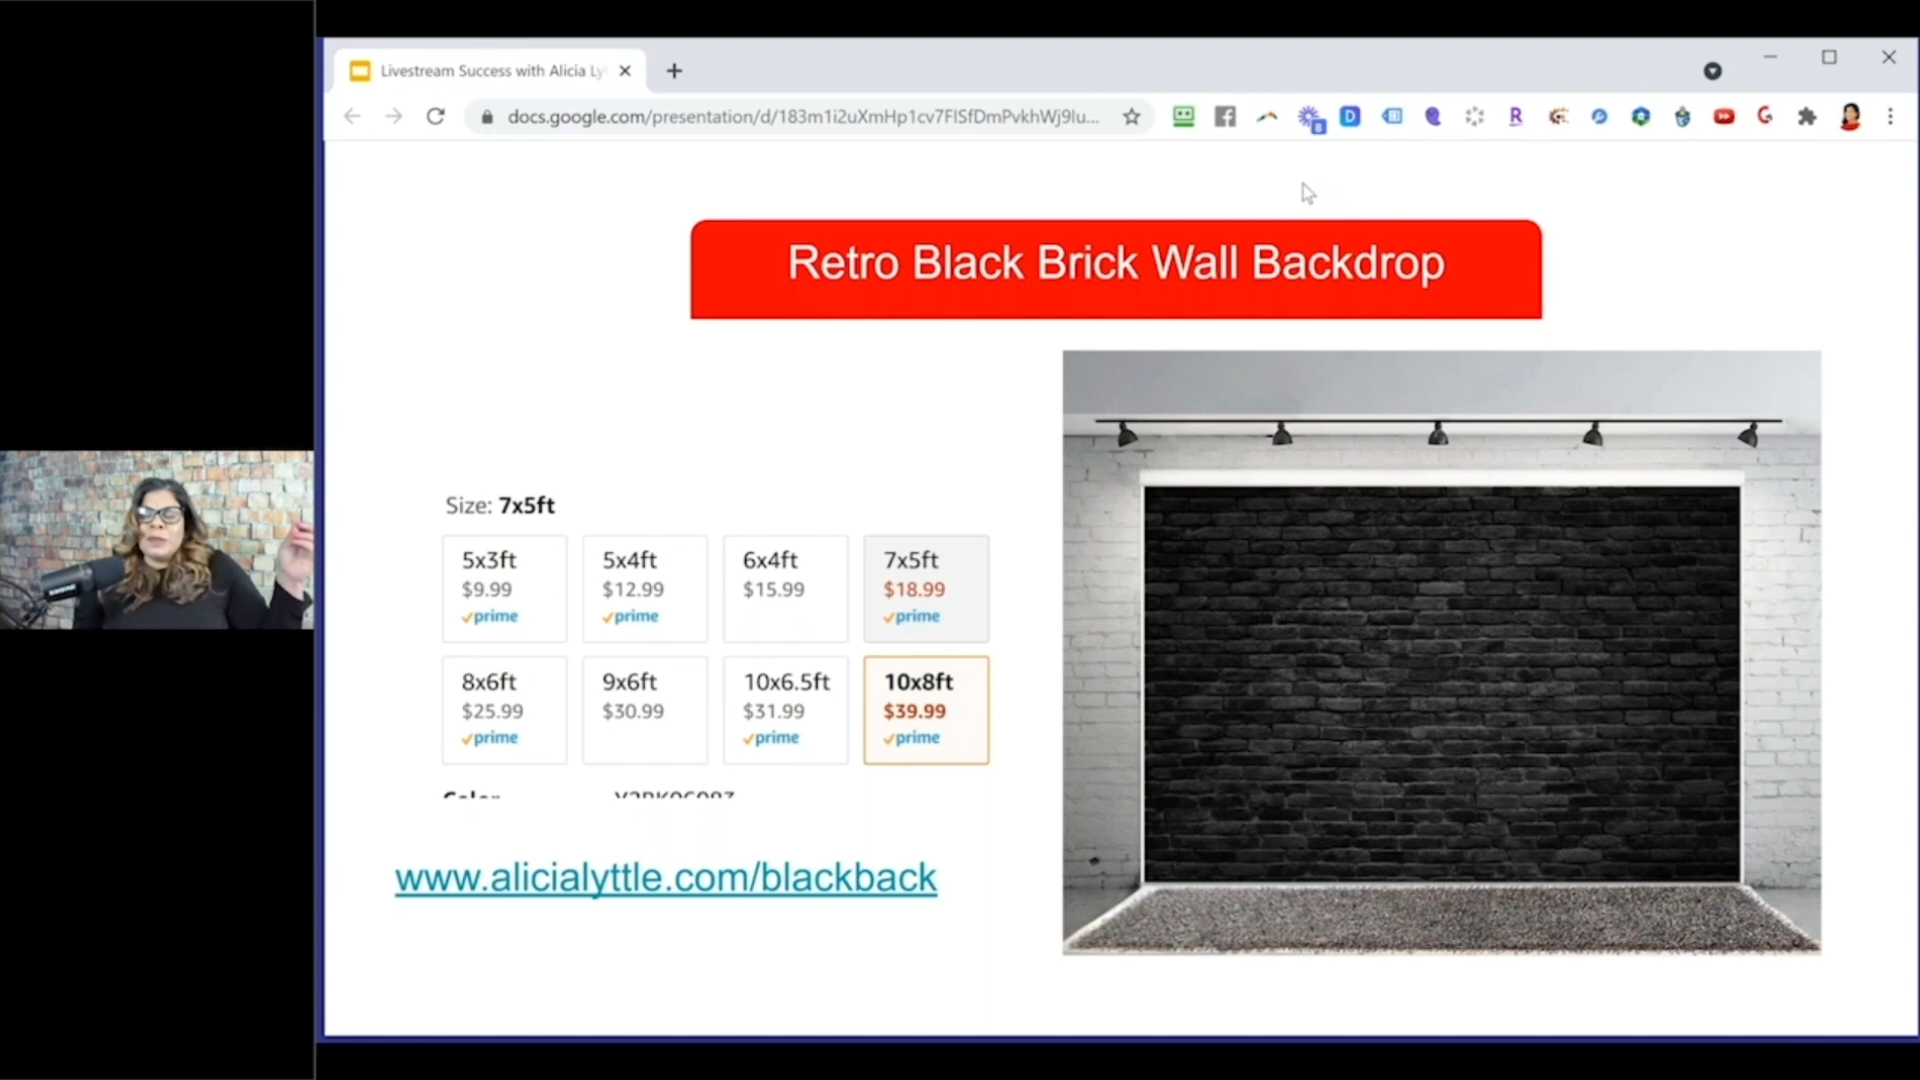 Livestream Success with Alicia Ly
docs.google.com/presentation/d/183m1i2uXmHp1cv7FlSfDmPvkhWj9lu...
Retro Black Brick Wall Backdrop
Size: 7x5ft
5x3ft 5x4ft 6x4ft 7x5ft
$9.99 $12.99 $15.99 $18.99
prime prime prime
8x6ft 9x6ft 10x6.5ft 10x8ft
$25.99 $30.99 $31.99 $39.99
prime prime prime
www.alicialyttle.com/blackback